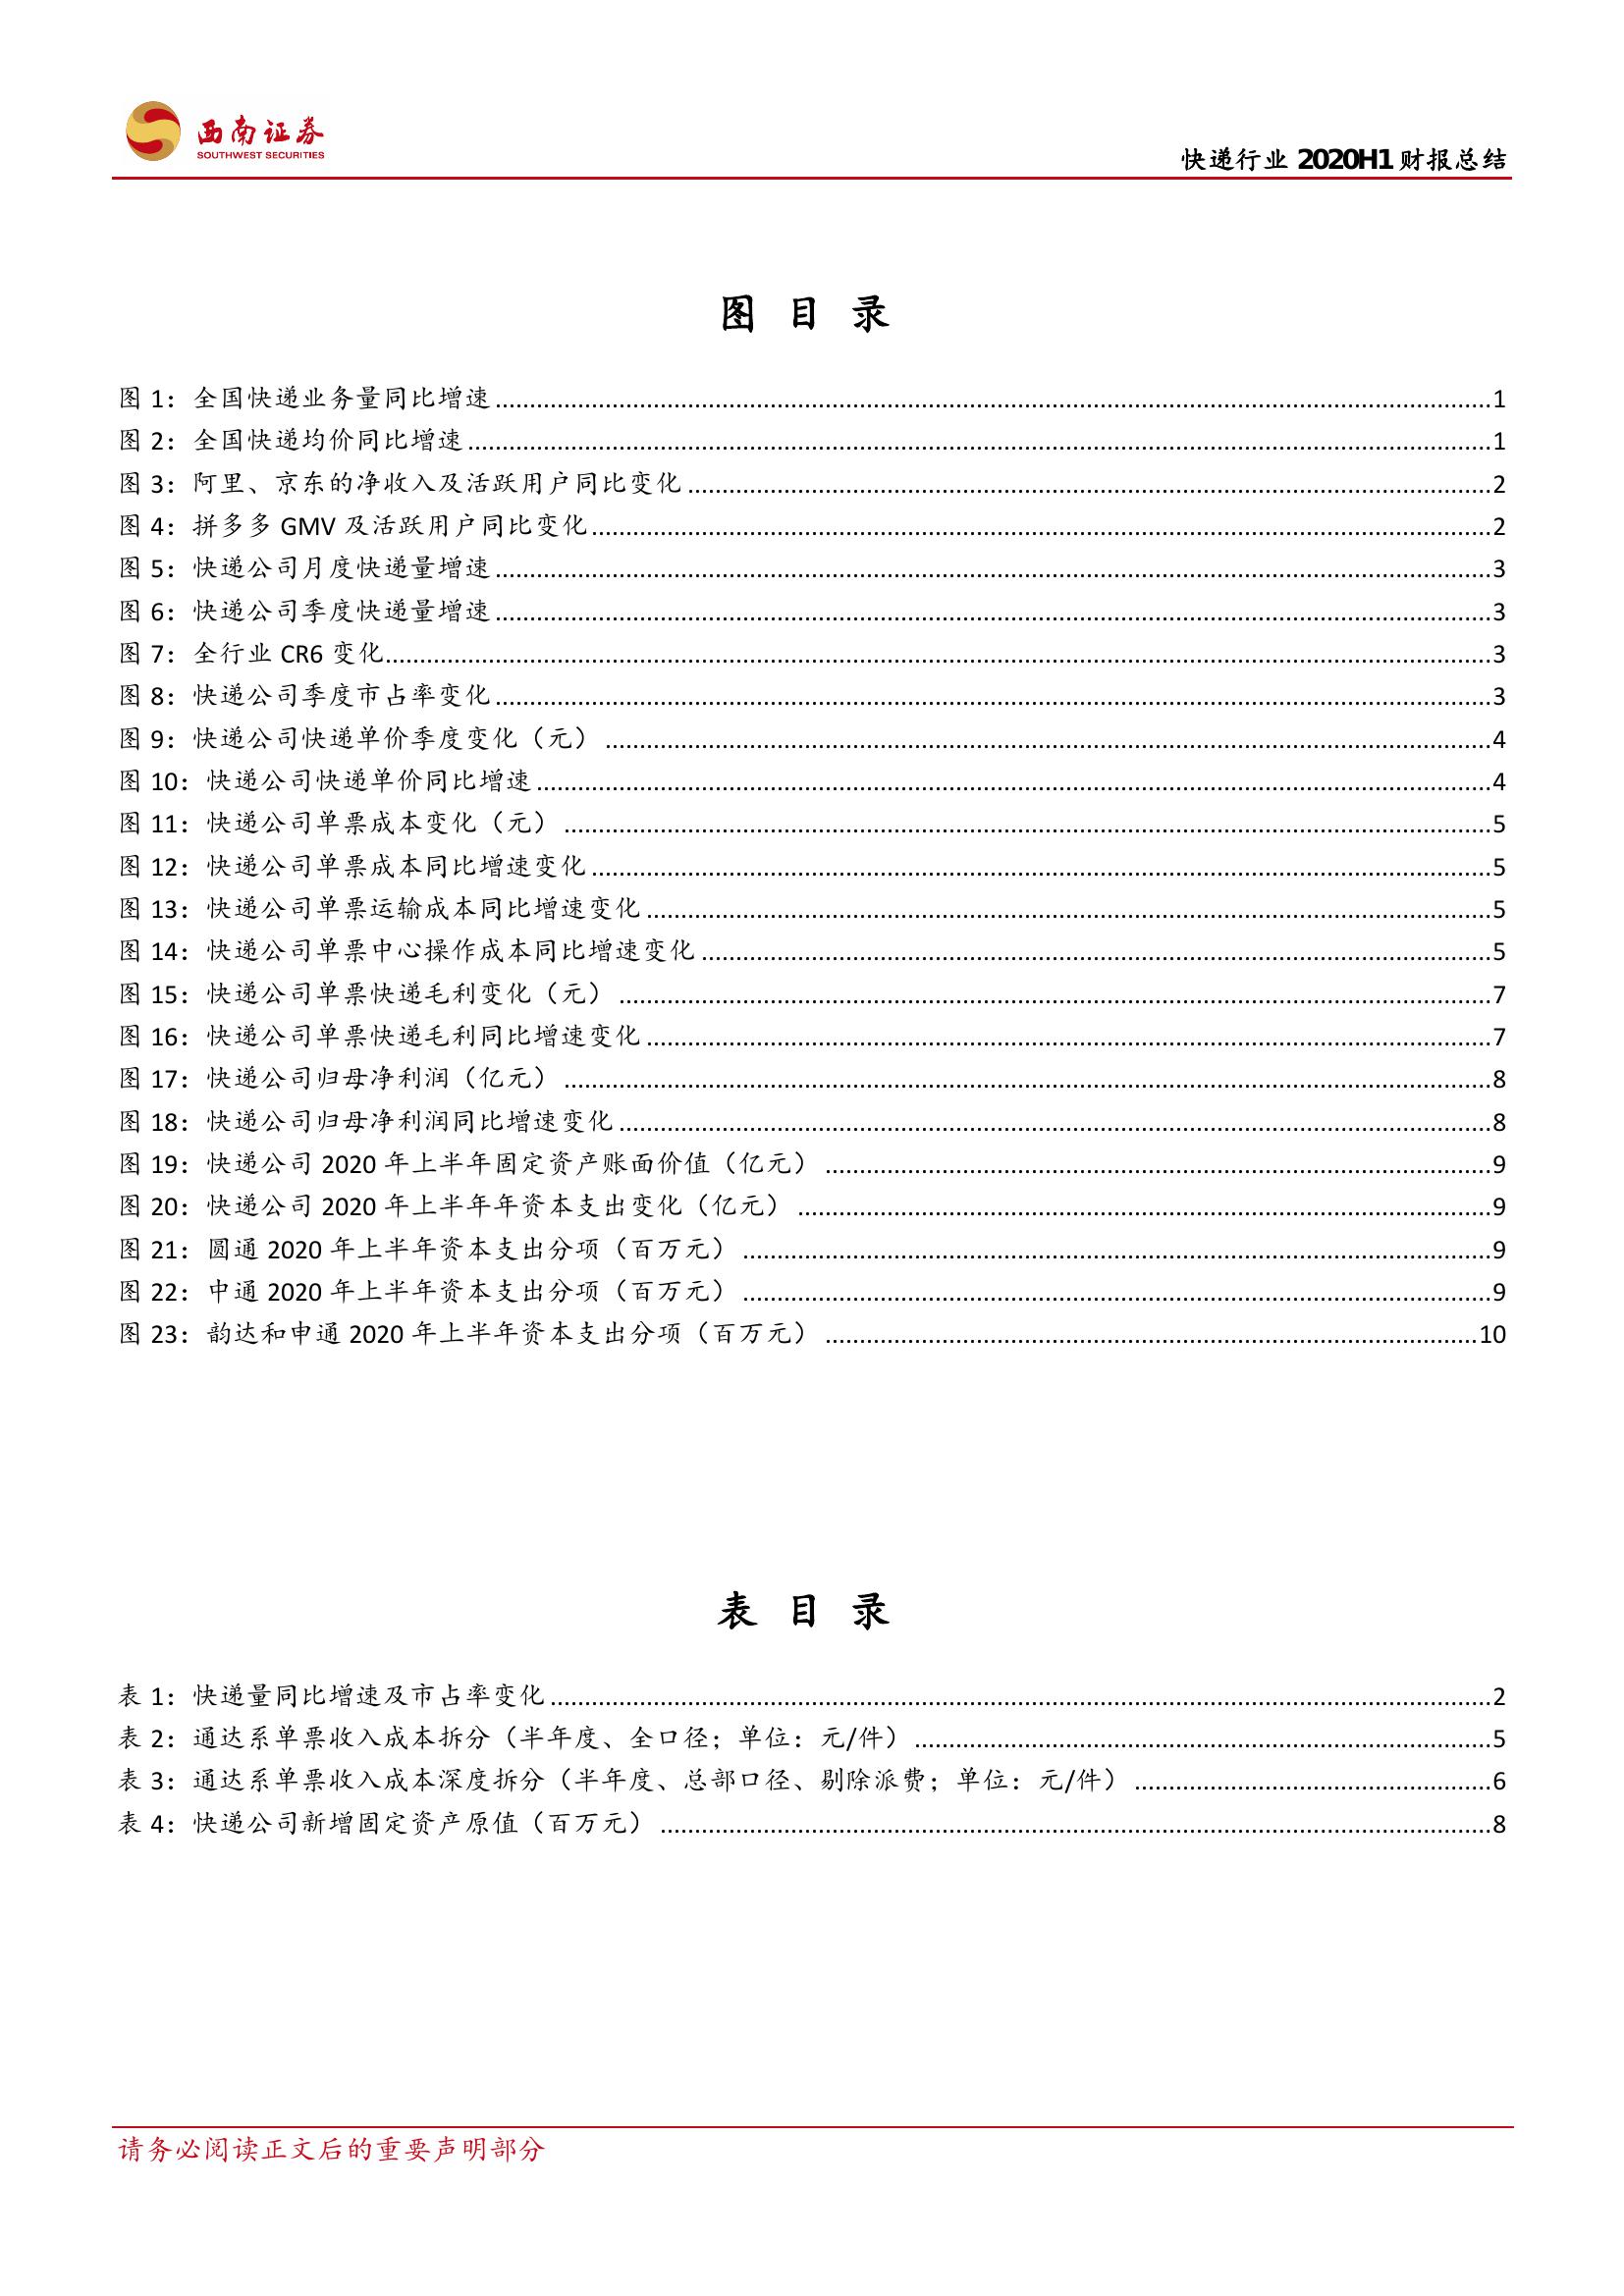 西南证券
SOUTHWEST SECURITIES
快递行业 2020H1 财报总结
图 目 录
图 1：全国快递业务量同比增速 ........ 1
图 2：全国快递均价同比增速 ........ 1
图 3：阿里、京东的净收入及活跃用户同比变化 ........ 2
图 4：拼多多 GMV 及活跃用户同比变化 ........ 2
图 5：快递公司月度快递量增速 ........ 3
图 6：快递公司季度快递量增速 ........ 3
图 7：全行业 CR6 变化 ........ 3
图 8：快递公司季度市占率变化 ........ 3
图 9：快递公司快递单价季度变化（元） ........ 4
图 10：快递公司快递单价同比增速 ........ 4
图 11：快递公司单票成本变化（元） ........ 5
图 12：快递公司单票成本同比增速变化 ........ 5
图 13：快递公司单票运输成本同比增速变化 ........ 5
图 14：快递公司单票中心操作成本同比增速变化 ........ 5
图 15：快递公司单票快递毛利变化（元） ........ 7
图 16：快递公司单票快递毛利同比增速变化 ........ 7
图 17：快递公司归母净利润（亿元） ........ 8
图 18：快递公司归母净利润同比增速变化 ........ 8
图 19：快递公司 2020 年上半年固定资产账面价值（亿元） ........ 9
图 20：快递公司 2020 年上半年年资本支出变化（亿元） ........ 9
图 21：圆通 2020 年上半年资本支出分项（百万元） ........ 9
图 22：中通 2020 年上半年资本支出分项（百万元） ........ 9
图 23：韵达和申通 2020 年上半年资本支出分项（百万元） ........ 10
表 目 录
表 1：快递量同比增速及市占率变化 ........ 2
表 2：通达系单票收入成本拆分（半年度、全口径；单位：元/件） ........ 5
表 3：通达系单票收入成本深度拆分（半年度、总部口径、剔除派费；单位：元/件） ........ 6
表 4：快递公司新增固定资产原值（百万元） ........ 8
请务必阅读正文后的重要声明部分